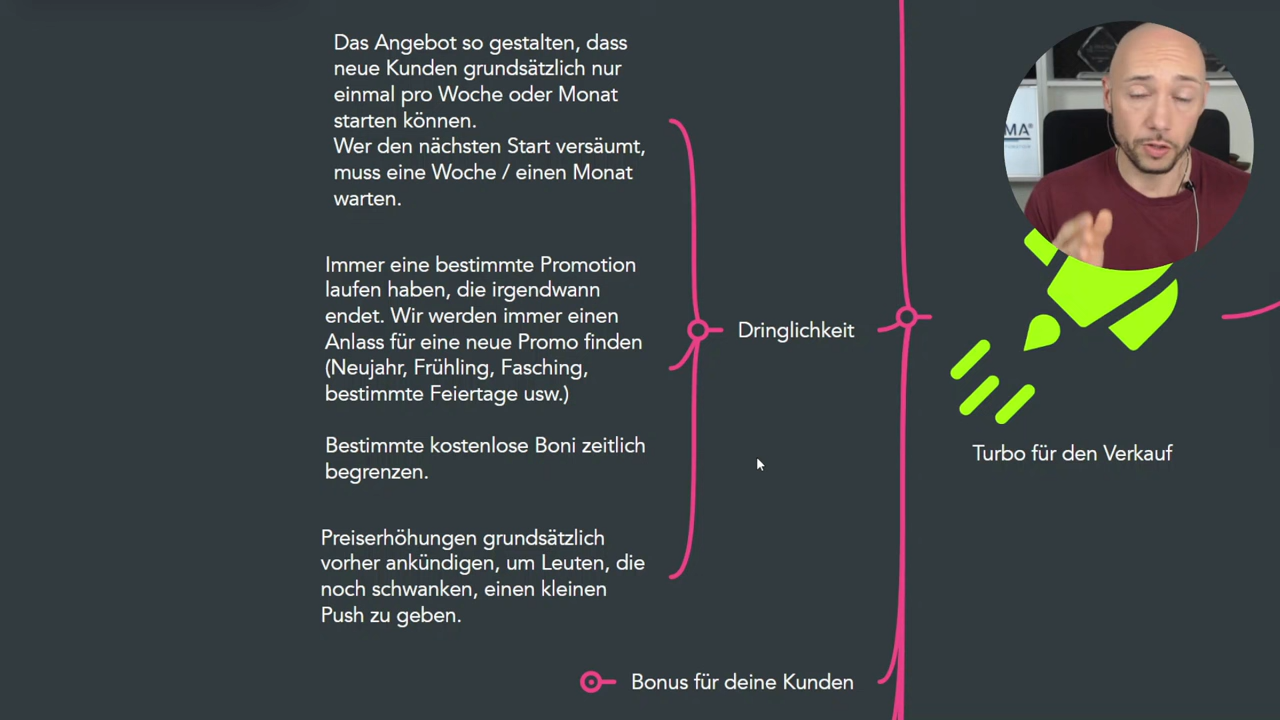 Das Angebot so gestalten, dass
neue Kunden grundsätzlich nur
einmal pro Woche oder Monat
starten können.
Wer den nächsten Start versäumt,
muss eine Woche / einen Monat
warten.
Immer eine bestimmte Promotion
laufen haben, die irgendwann
endet. Wir werden immer einen
Anlass für eine neue Promo finden
(Neujahr, Frühling, Fasching,
bestimmte Feiertage usw.)
Bestimmte kostenlose Boni zeitlich
begrenzen.
Preiserhöhungen grundsätzlich
vorher ankündigen, um Leuten, die
noch schwanken, einen kleinen
Push zu geben.
Dringlichkeit
Bonus für deine Kunden
Turbo für den Verkauf